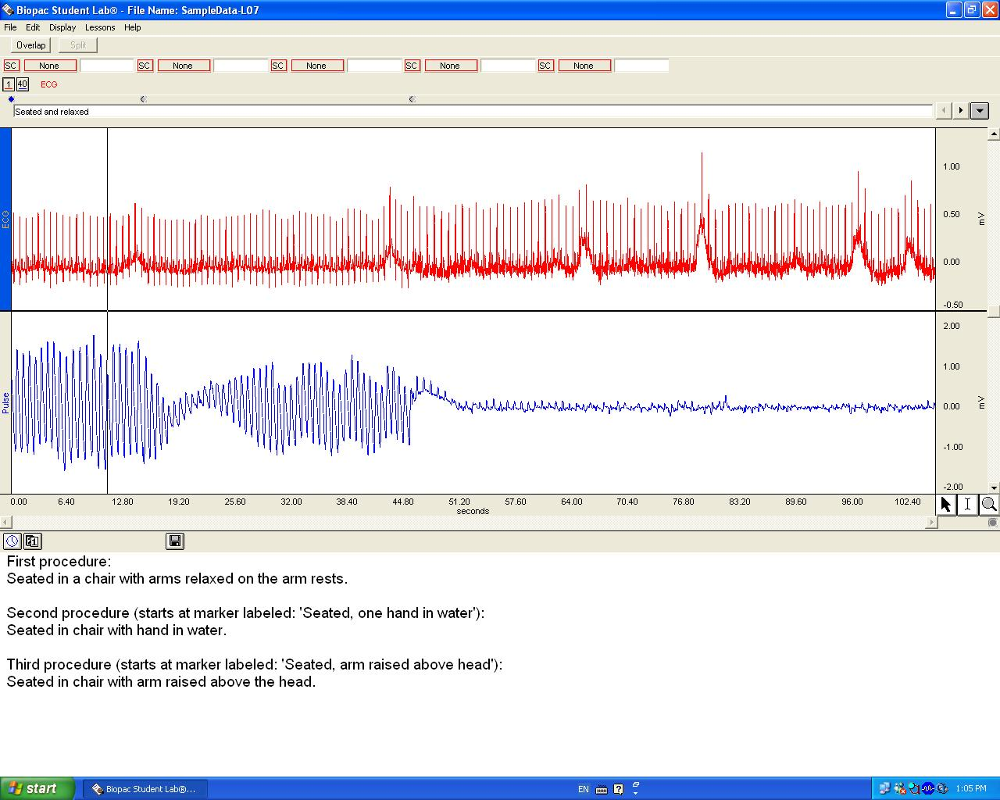 Biopac Student Lab® - File Name: SampleData-L07
File Edit Display Lessons Help
Overlap Split
SC None SC None SC None SC None SC None
1 40 ECG
Seated and relaxed
ECG
1.00
0.50
0.00
-0.50
mV
Pulse
2.00
1.00
0.00
-1.00
-2.00
mV
0.00 6.40 12.80 19.20 25.60 32.00 38.40 44.80 51.20 57.60 64.00 70.40 76.80 83.20 89.60 96.00 102.40
seconds
First procedure:
Seated in a chair with arms relaxed on the arm rests.
Second procedure (starts at marker labeled: 'Seated, one hand in water'):
Seated in chair with hand in water.
Third procedure (starts at marker labeled: 'Seated, arm raised above head'):
Seated in chair with arm raised above the head.
start Biopac Student Lab®... EN 1:05 PM